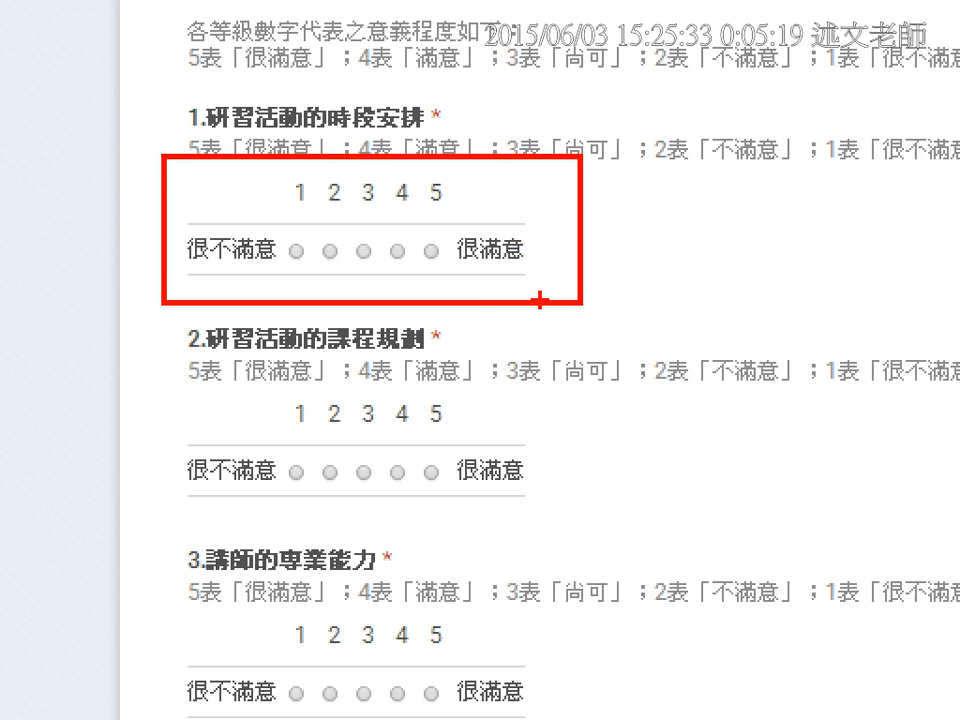 各等級數字代表之意義程度如下：
2015/06/03 15:25:33 0:05:19 述文老師
5表「很滿意」；4表「滿意」；3表「尚可」；2表「不滿意」；1表「很不滿意
1.研習活動的時段安排 *
5表「很滿意」；4表「滿意」；3表「尚可」；2表「不滿意」；1表「很不滿意
1 2 3 4 5
很不滿意 很滿意
2.研習活動的課程規劃 *
5表「很滿意」；4表「滿意」；3表「尚可」；2表「不滿意」；1表「很不滿意
1 2 3 4 5
很不滿意 很滿意
3.講師的專業能力 *
5表「很滿意」；4表「滿意」；3表「尚可」；2表「不滿意」；1表「很不滿意
1 2 3 4 5
很不滿意 很滿意